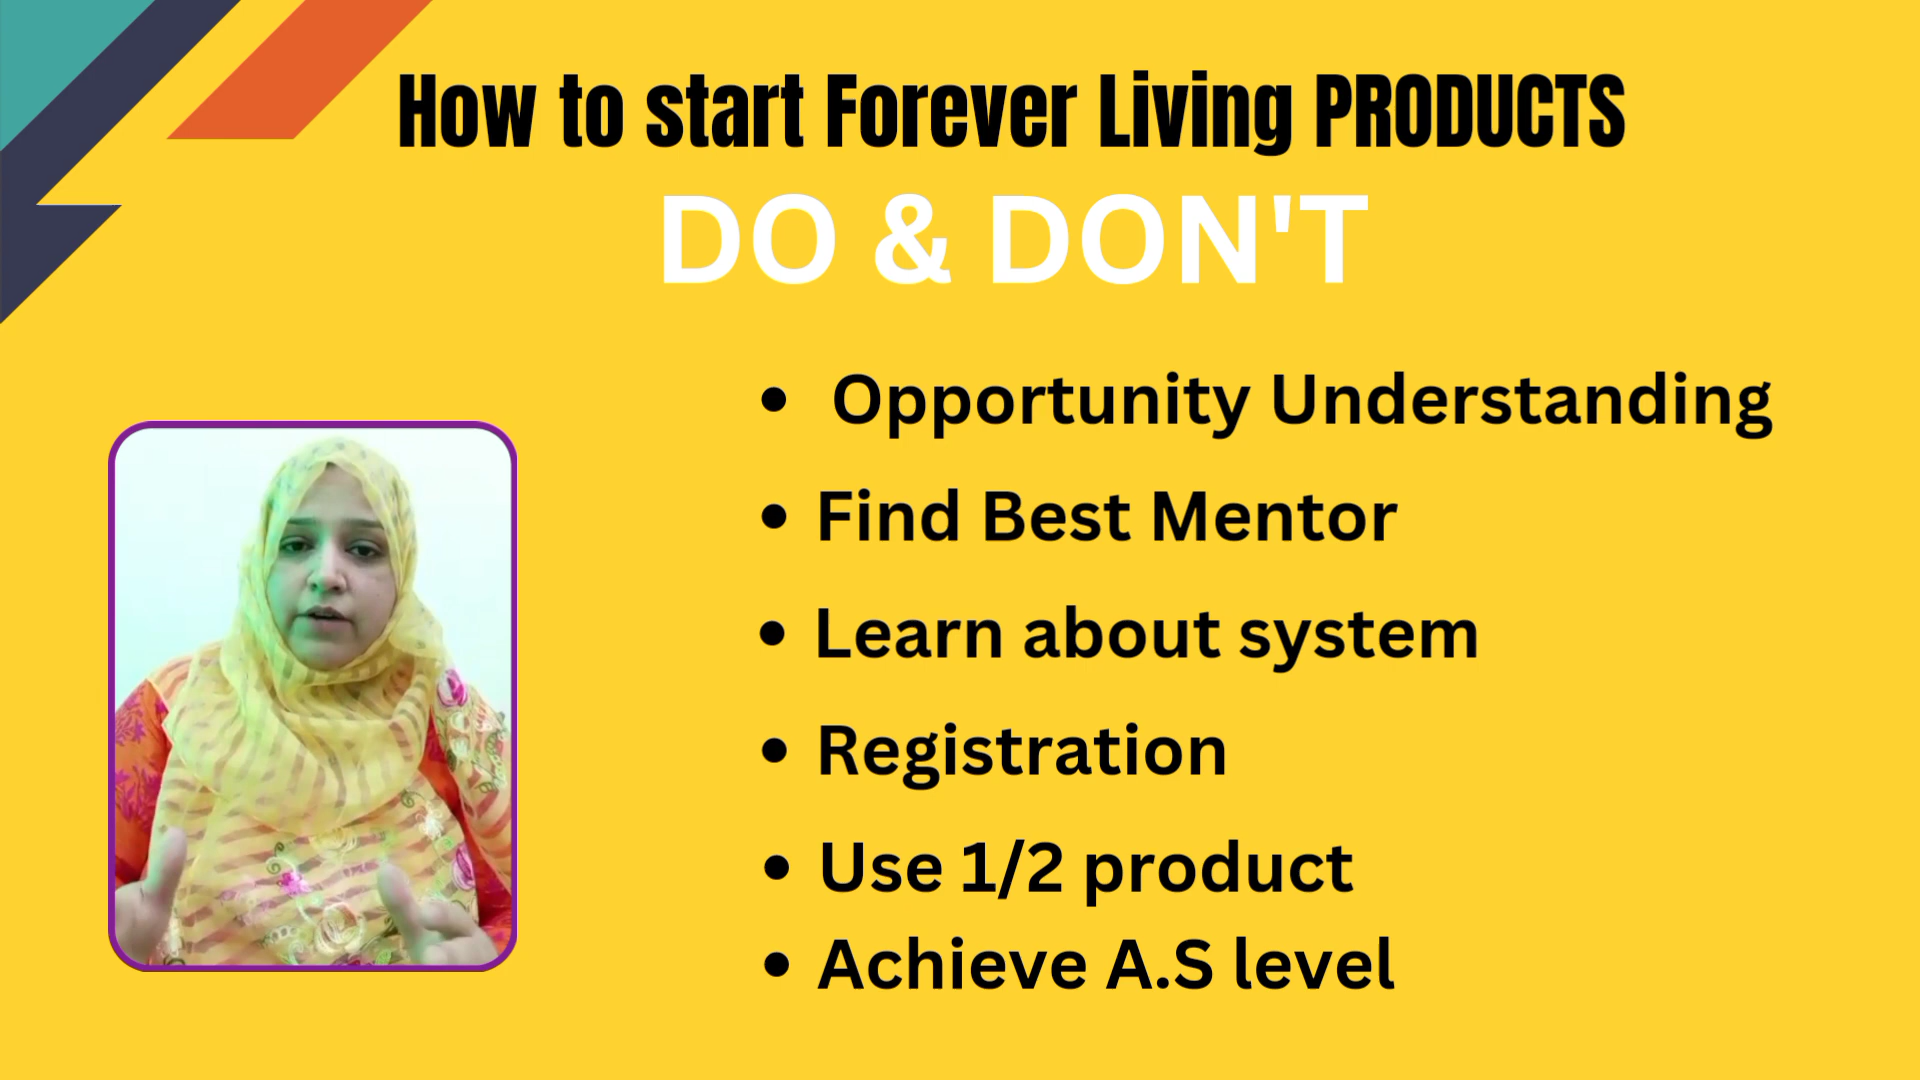 How to start Forever Living PRODUCTS
DO & DON'T
• Opportunity Understanding
• Find Best Mentor
• Learn about system
• Registration
• Use 1/2 product
• Achieve A.S level